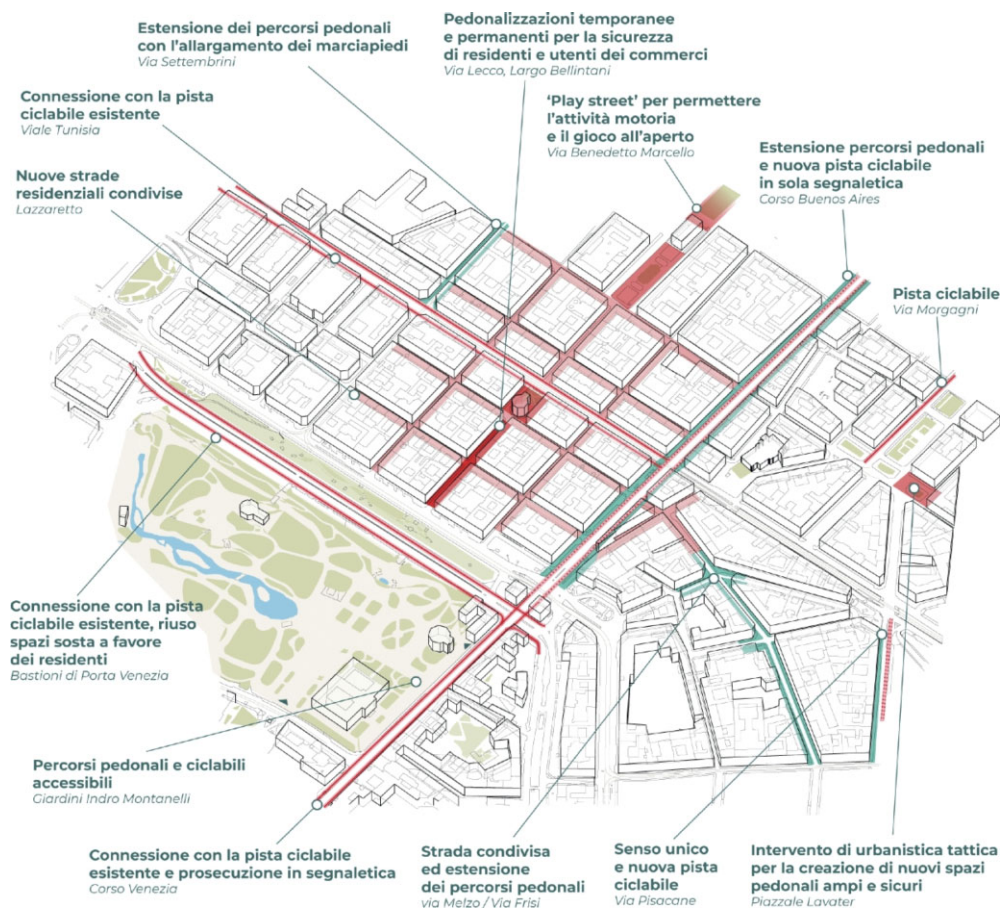 Estensione dei percorsi pedonali
con l'allargamento dei marciapiedi
Via Settembrini
Pedonalizzazioni temporanee
e permanenti per la sicurezza
di residenti e utenti dei commerci
Via Lecco, Largo Bellintani
Connessione con la pista
ciclabile esistente
Viale Tunisia
'Play street' per permettere
l'attività motoria
e il gioco all'aperto
Via Benedetto Marcello
Estensione percorsi pedonali
e nuova pista ciclabile
in sola segnaletica
Corso Buenos Aires
Nuove strade
residenziali condivise
Lazzaretto
Pista ciclabile
Via Morgagni
Connessione con la pista
ciclabile esistente, riuso
spazi sosta a favore
dei residenti
Bastioni di Porta Venezia
Percorsi pedonali e ciclabili
accessibili
Giardini Indro Montanelli
Connessione con la pista ciclabile
esistente e prosecuzione in segnaletica
Corso Venezia
Strada condivisa
ed estensione
dei percorsi pedonali
via Melzo / Via Frisi
Senso unico
e nuova pista
ciclabile
Via Pisacane
Intervento di urbanistica tattica
per la creazione di nuovi spazi
pedonali ampi e sicuri
Piazzale Lavater